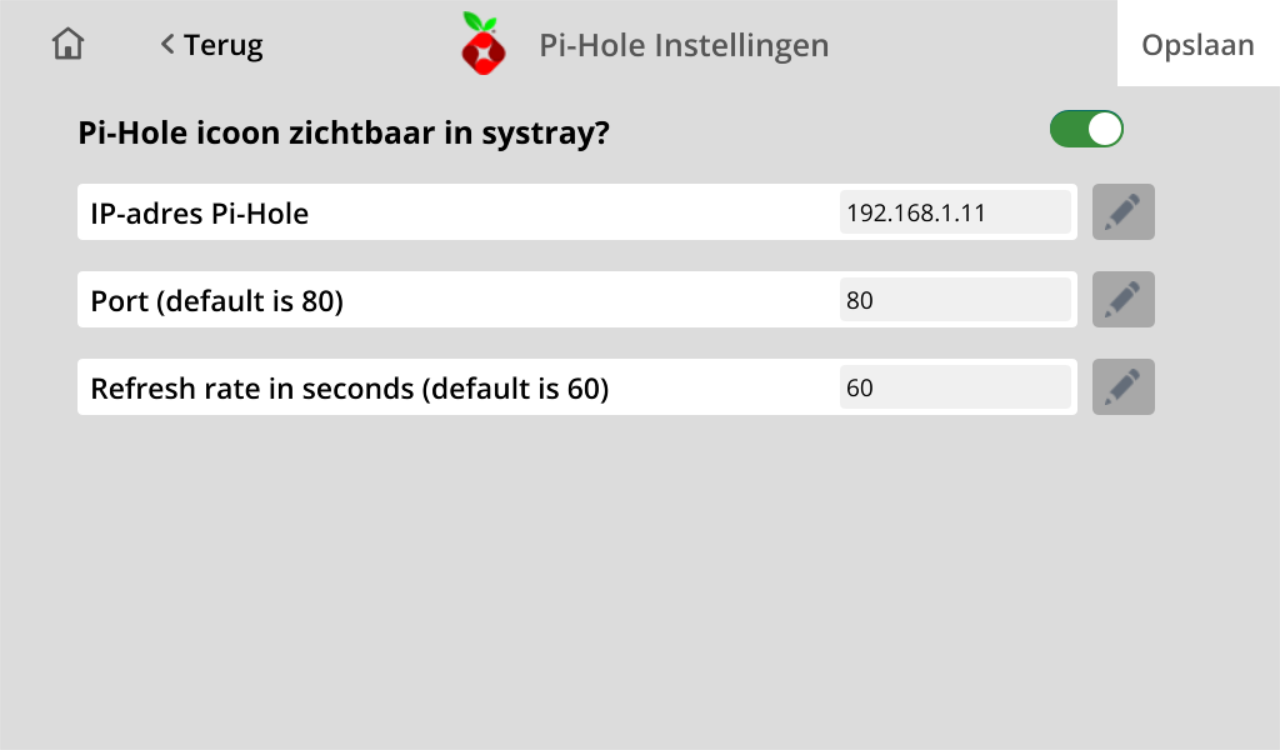 Terug
Pi-Hole Instellingen
Opslaan
Pi-Hole icoon zichtbaar in systray?
IP-adres Pi-Hole 192.168.1.11
Port (default is 80) 80
Refresh rate in seconds (default is 60) 60